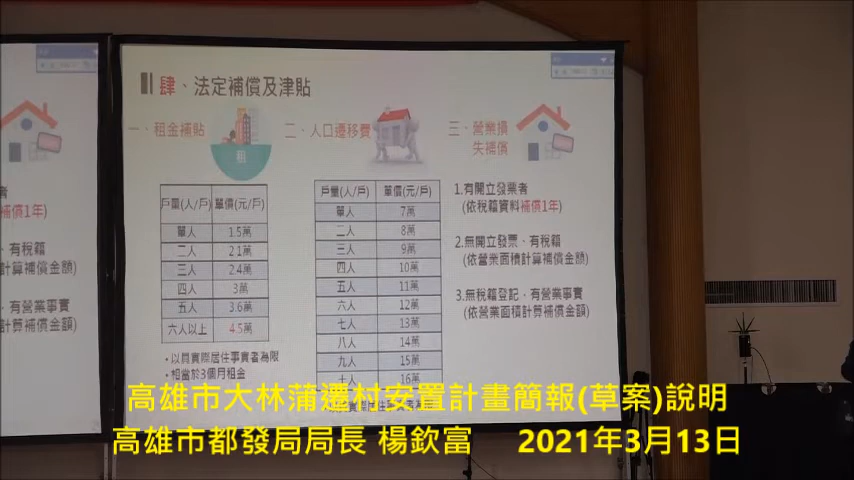 肆、法定補償及津貼
一、租金補貼
租
戶量(人/戶) 單價(元/戶)
單人 1.5萬
二人 2.1萬
三人 2.4萬
四人 3萬
五人 3.6萬
六人以上 4.5萬
•以具實際居住事實者為限
•相當於3個月租金
二、人口遷移費
戶量(人/戶) 單價(元/戶)
單人 7萬
二人 8萬
三人 9萬
四人 10萬
五人 11萬
六人 12萬
七人 13萬
八人 14萬
九人 15萬
十人 16萬
三、營業損
失補償
1.有開立發票者
(依稅籍資料補償1年)
2.無開立發票、有稅籍
(依營業面積計算補償金額)
3.無稅籍登記、有營業事實
(依營業面積計算補償金額)
者
補償1年)
、有稅籍
計算補償金額)
、有營業事實
計算補償金額)
高雄市大林蒲遷村安置計畫簡報(草案)說明
高雄市都發局局長 楊欽富 2021年3月13日